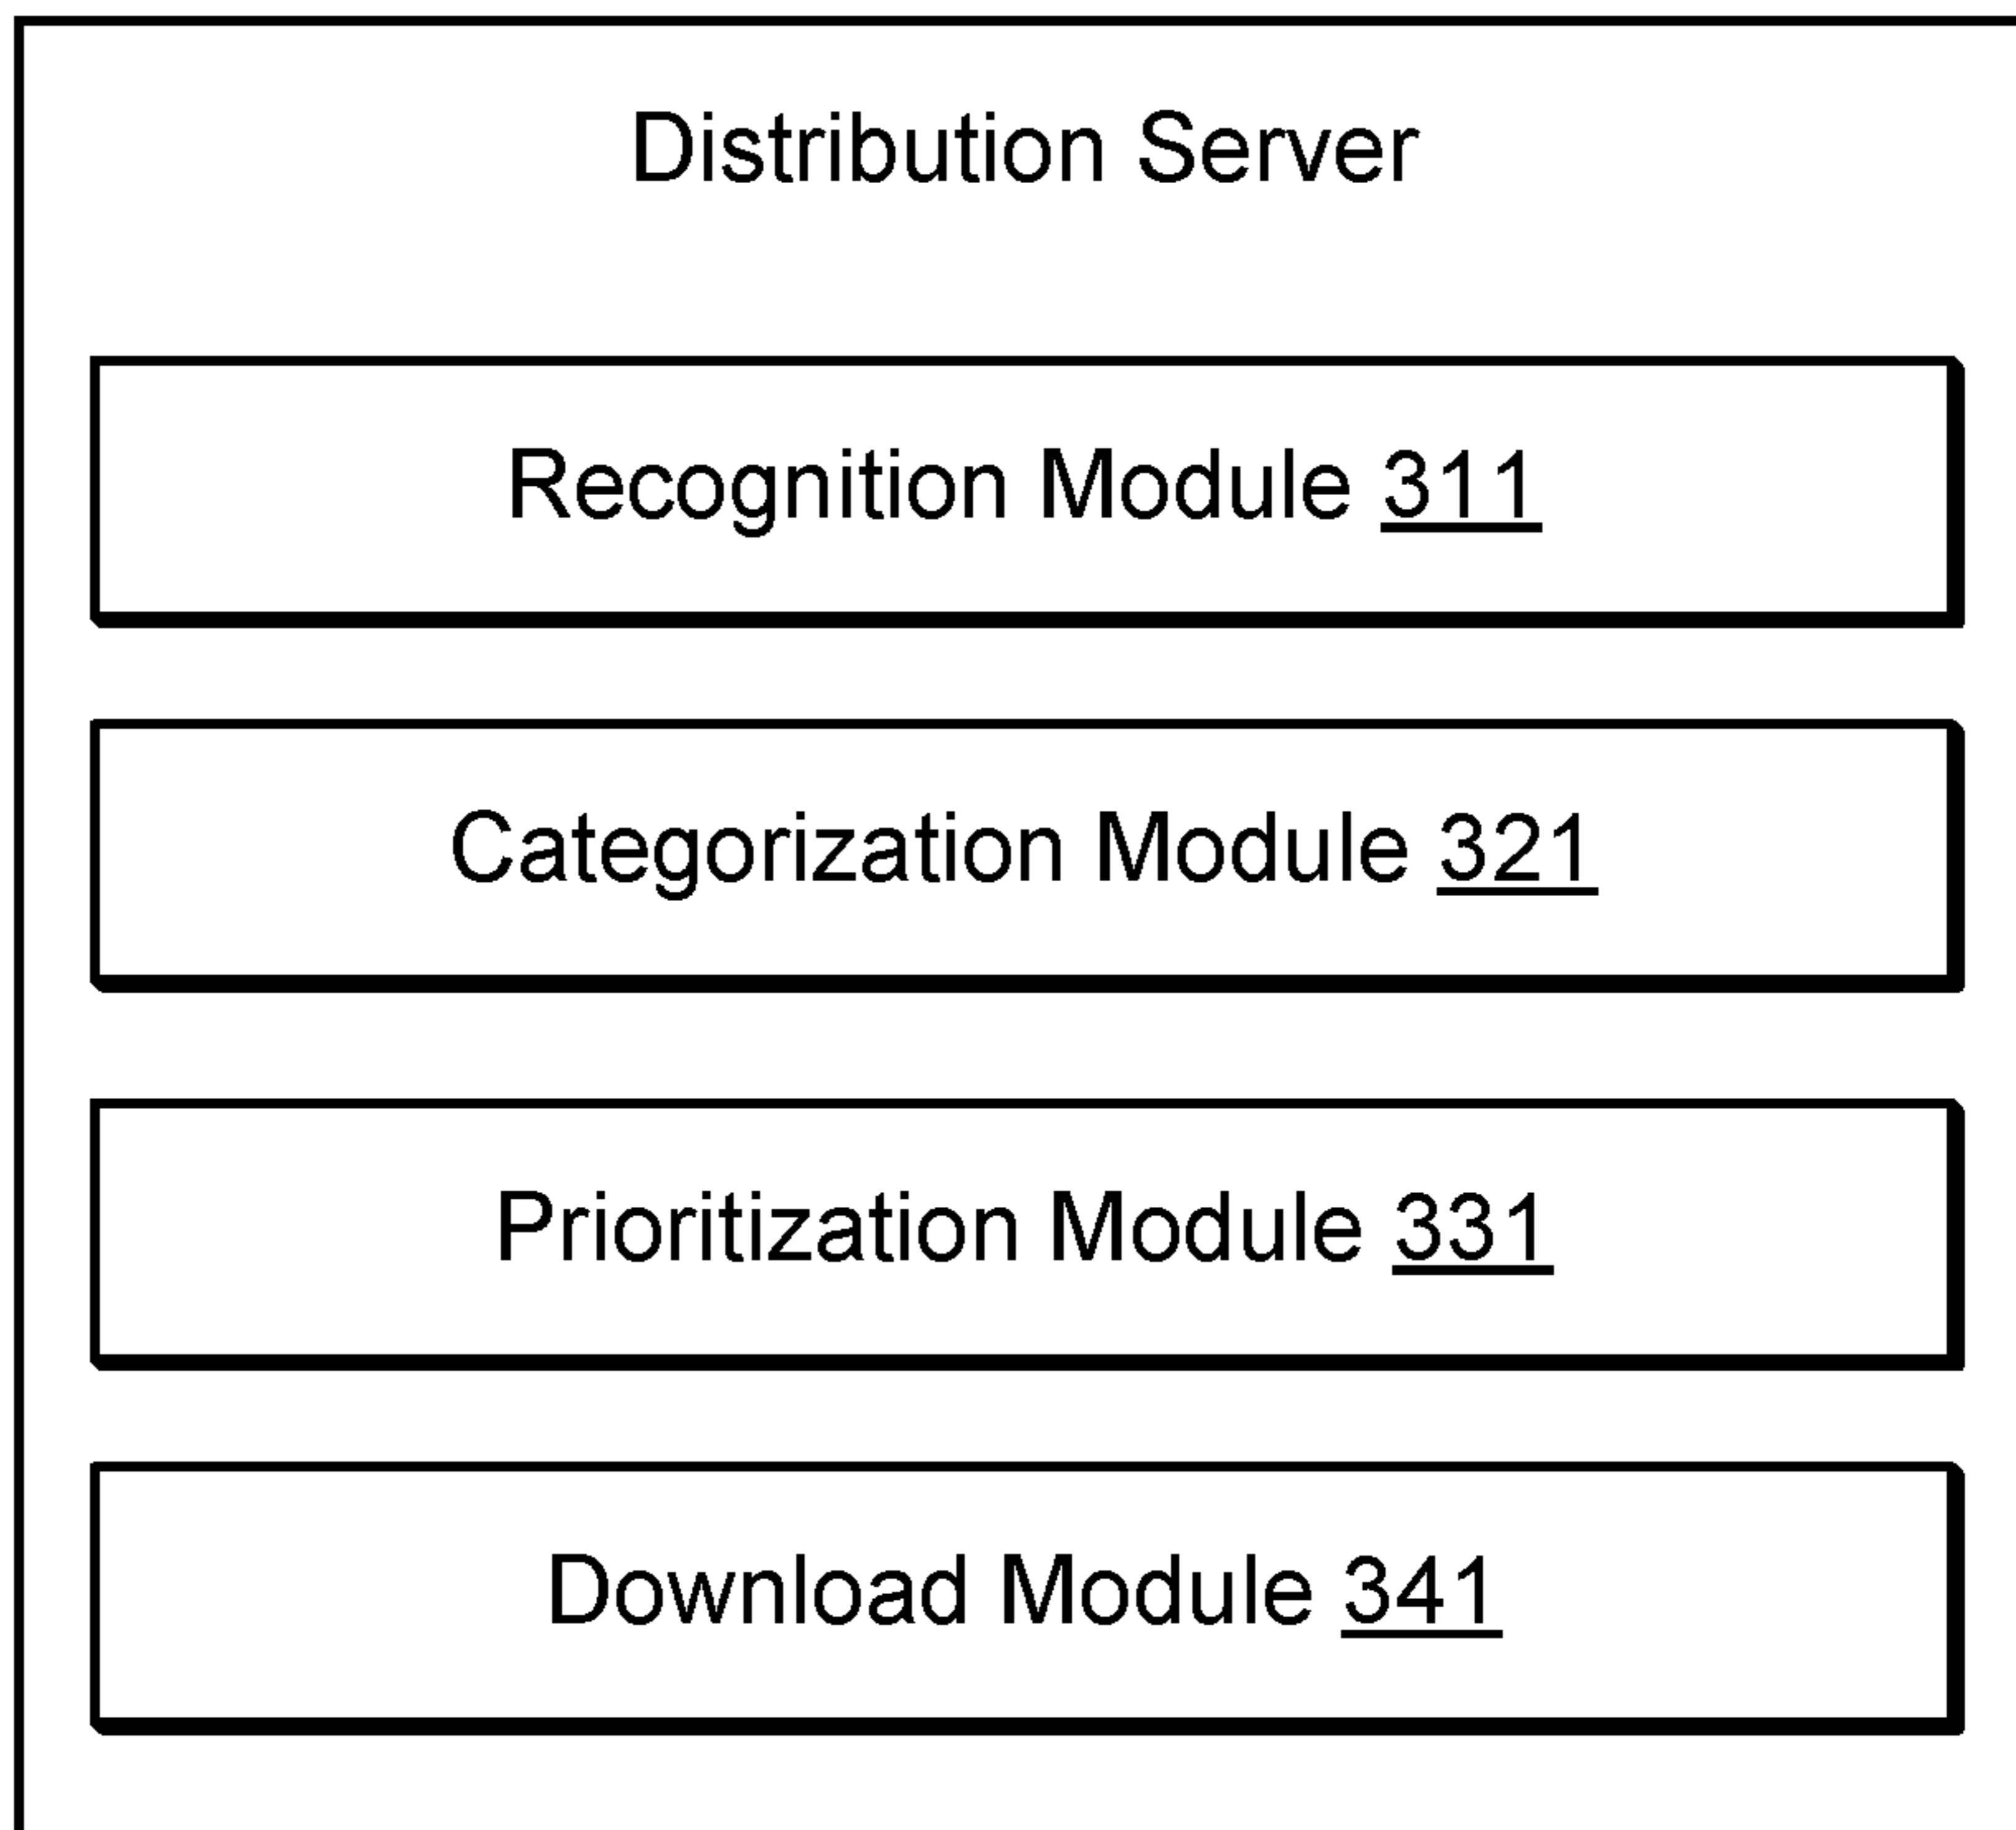 Distribution Server
Recognition Module 311
Categorization Module 321
Prioritization Module 331
Download Module 341